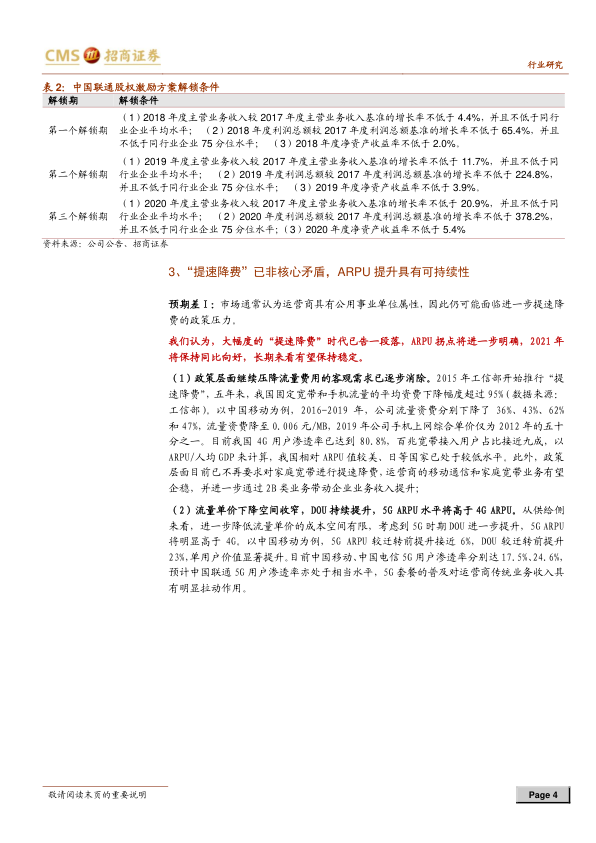 CMS 招商证券
行业研究
表 2：中国联通股权激励方案解锁条件
解锁期 解锁条件
（1）2018 年度主营业务收入较 2017 年度主营业务收入基准的增长率不低于 4.4%，并且不低于同行
第一个解锁期 业企业平均水平； （2）2018 年度利润总额较 2017 年度利润总额基准的增长率不低于 65.4%，并且
不低于同行业企业 75 分位水平； （3）2018 年度净资产收益率不低于 2.0%。
（1）2019 年度主营业务收入较 2017 年度主营业务收入基准的增长率不低于 11.7%，并且不低于同
第二个解锁期 行业企业平均水平； （2）2019 年度利润总额较 2017 年度利润总额基准的增长率不低于 224.8%，
并且不低于同行业企业 75 分位水平； （3）2019 年度净资产收益率不低于 3.9%。
（1）2020 年度主营业务收入较 2017 年度主营业务收入基准的增长率不低于 20.9%，并且不低于同
第三个解锁期 行业企业平均水平； （2）2020 年度利润总额较 2017 年度利润总额基准的增长率不低于 378.2%，
并且不低于同行业企业 75 分位水平；（3）2020 年度净资产收益率不低于 5.4%
资料来源：公司公告、招商证券
3、“提速降费”已非核心矛盾，ARPU 提升具有可持续性
预期差Ⅰ：市场通常认为运营商具有公用事业单位属性，因此仍可能面临进一步提速降
费的政策压力。
我们认为，大幅度的“提速降费”时代已告一段落，ARPU 拐点将进一步明确，2021 年
将保持同比向好，长期来看有望保持稳定。
（1）政策层面继续压降流量费用的客观需求已逐步消除。2015 年工信部开始推行“提
速降费”，五年来，我国固定宽带和手机流量的平均资费下降幅度超过 95%（数据来源：
工信部）。以中国移动为例，2016-2019 年，公司流量资费分别下降了 36%、43%、62%
和 47%，流量资费降至 0.006 元/MB，2019 年公司手机上网综合单价仅为 2012 年的五十
分之一。目前我国 4G 用户渗透率已达到 80.8%，百兆宽带接入用户占比接近九成，以
ARPU/人均 GDP 来计算，我国相对 ARPU 值较美、日等国家已处于较低水平。此外，政策
层面目前已不再要求对家庭宽带进行提速降费，运营商的移动通信和家庭宽带业务有望
企稳，并进一步通过 2B 类业务带动企业业务收入提升；
（2）流量单价下降空间收窄，DOU 持续提升，5G ARPU 水平将高于 4G ARPU。从供给侧
来看，进一步降低流量单价的成本空间有限，考虑到 5G 时期 DOU 进一步提升，5G ARPU
将明显高于 4G。以中国移动为例，5G ARPU 较迁转前提升接近 6%，DOU 较迁转前提升
23%，单用户价值显著提升。目前中国移动、中国电信 5G 用户渗透率分别达 17.5%、24.6%，
预计中国联通 5G 用户渗透率亦处于相当水平，5G 套餐的普及对运营商传统业务收入具
有明显拉动作用。
敬请阅读末页的重要说明
Page 4